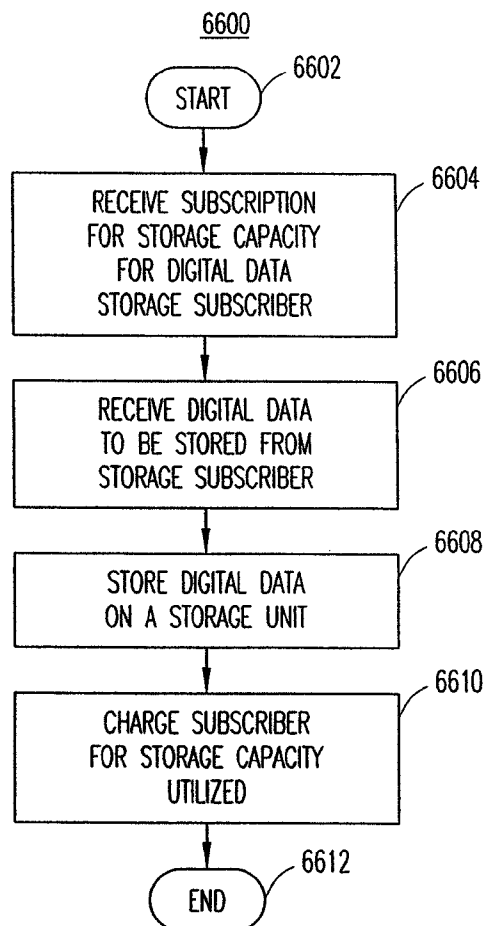 6600
6602
START
6604
RECEIVE SUBSCRIPTION
FOR STORAGE CAPACITY
FOR DIGITAL DATA
STORAGE SUBSCRIBER
6606
RECEIVE DIGITAL DATA
TO BE STORED FROM
STORAGE SUBSCRIBER
6608
STORE DIGITAL DATA
ON A STORAGE UNIT
6610
CHARGE SUBSCRIBER
FOR STORAGE CAPACITY
UTILIZED
6612
END